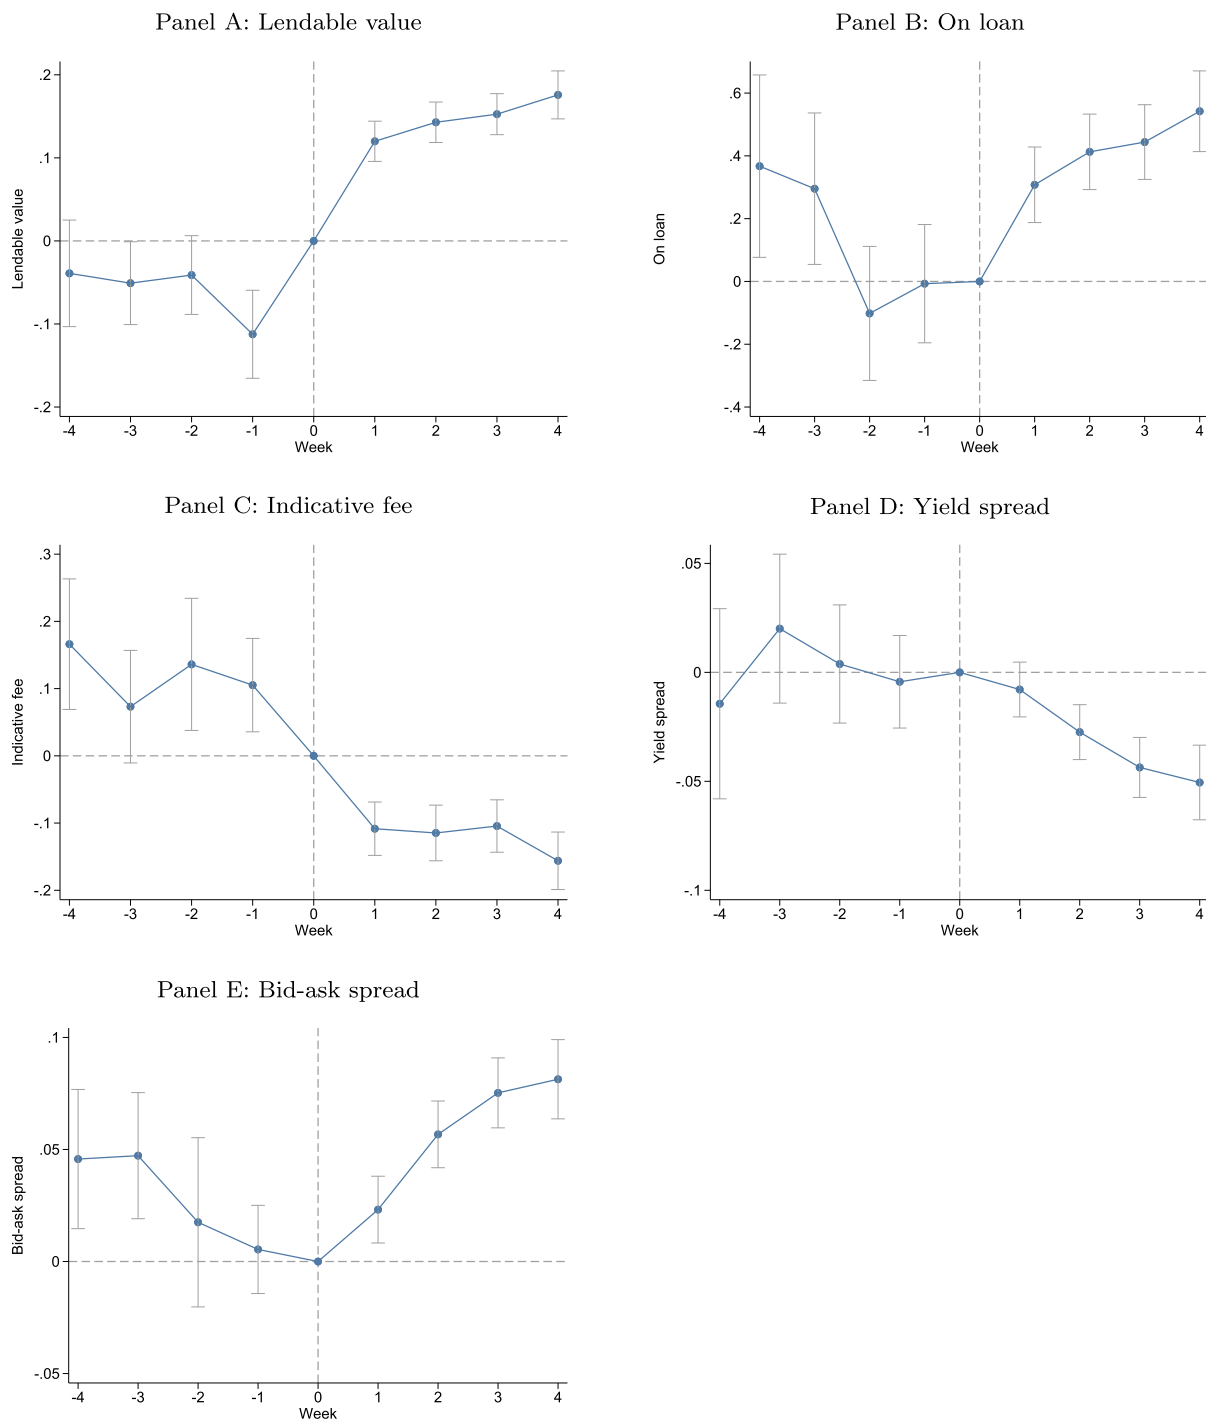 Panel A: Lendable value
Lendable value
.2
.1
0
-.1
-.2
-4 -3 -2 -1 0 1 2 3 4
Week
Panel B: On loan
On loan
.6
.4
.2
0
-.2
-.4
-4 -3 -2 -1 0 1 2 3 4
Week
Panel C: Indicative fee
Indicative fee
.3
.2
.1
0
-.1
-.2
-4 -3 -2 -1 0 1 2 3 4
Week
Panel D: Yield spread
Yield spread
.05
0
-.05
-.1
-4 -3 -2 -1 0 1 2 3 4
Week
Panel E: Bid-ask spread
Bid-ask spread
.1
.05
0
-.05
-4 -3 -2 -1 0 1 2 3 4
Week